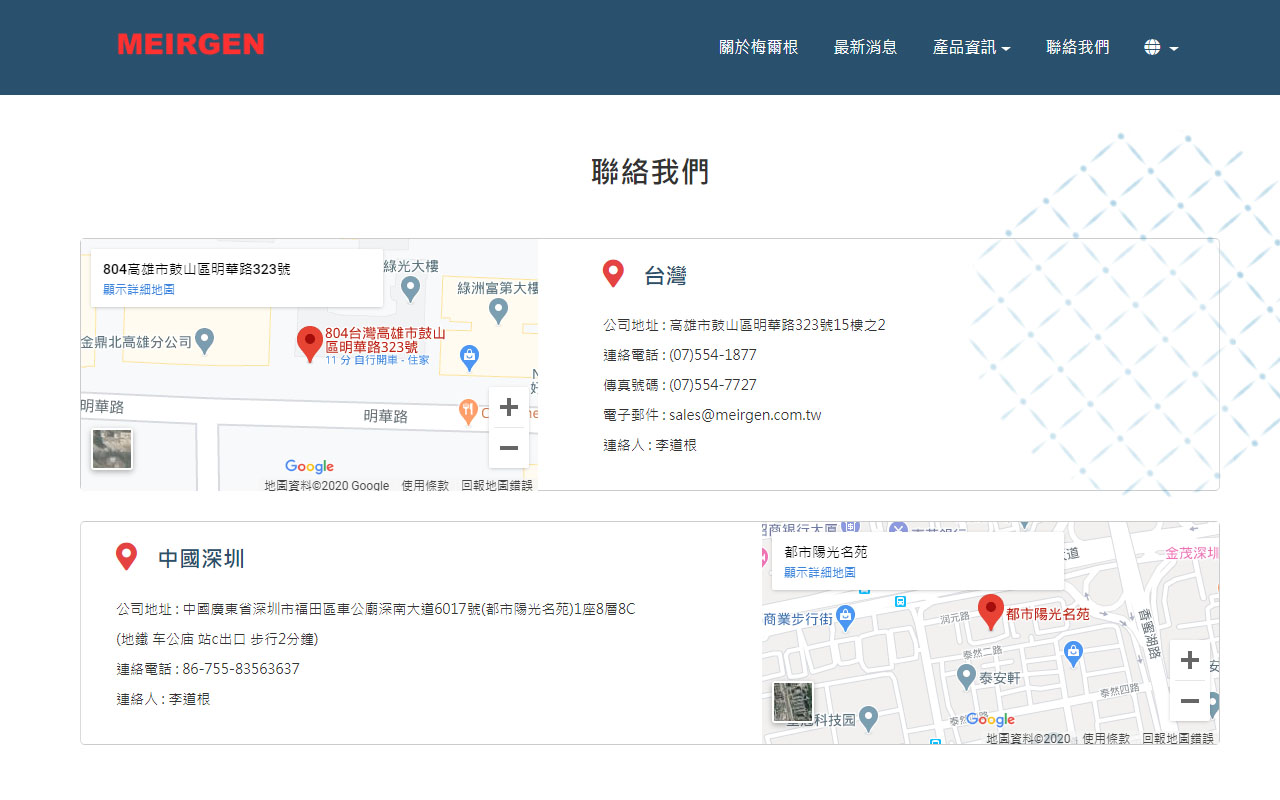 MEIRGEN
關於梅爾根
最新消息
產品資訊
聯絡我們
聯絡我們
804高雄市鼓山區明華路323號
顯示詳細地圖
綠光大樓
綠洲富第大樓
804台灣高雄市鼓山
區明華路323號
11 分 自行開車 - 住家
金鼎北高雄分公司
明華路
明華路
Google
地圖資料©2020 Google 使用條款 回報地圖錯誤
台灣
公司地址 : 高雄市鼓山區明華路323號15樓之2
連絡電話 : (07)554-1877
傳真號碼 : (07)554-7727
電子郵件 : sales@meirgen.com.tw
連絡人 : 李道根
中國深圳
公司地址 : 中國廣東省深圳市福田區車公廟深南大道6017號(都市陽光名苑)1座8層8C
(地鐵 车公庙 站c出口 步行2分鐘)
連絡電話 : 86-755-83563637
連絡人 : 李道根
招商銀行大廈
都市陽光名苑
顯示詳細地圖
金茂深圳
商業步行街
润元路
都市陽光名苑
香蜜湖路
泰然二路
泰安軒
泰然四路
科技园
Google
地圖資料©2020 使用條款 回報地圖錯誤